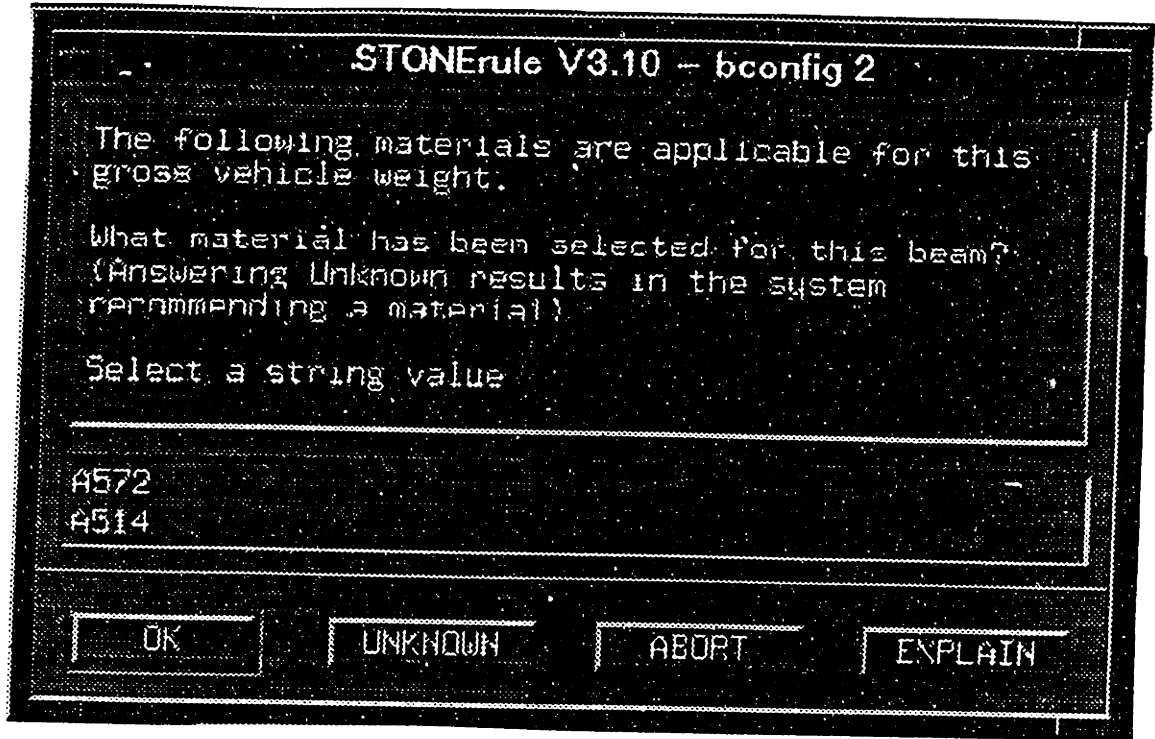 STONErule V3.10 – bconfig 2
The following materials are applicable for this
gross vehicle weight.
What material has been selected for this beam?
(Answering Unknown results in the system
recommending a material)
Select a string value
A572
A514
OK
UNKNOWN
ABORT
EXPLAIN